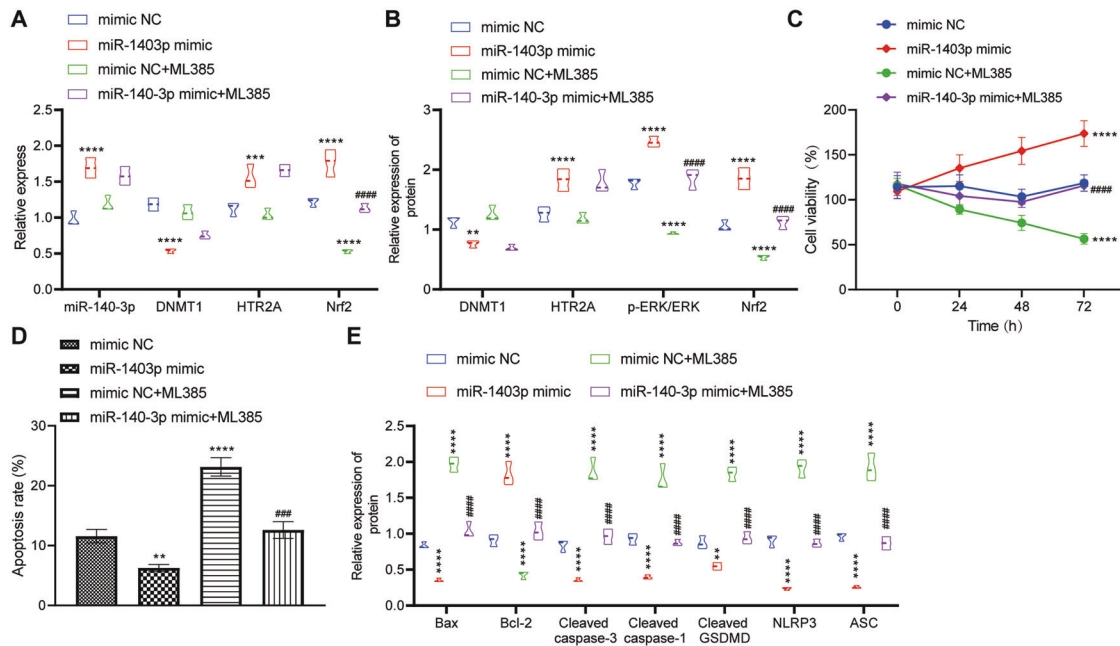 A
mimic NC
miR-1403p mimic
mimic NC+ML385
miR-140-3p mimic+ML385
Relative express
2.5
2.0
1.5
1.0
0.5
0.0
****
****
***
****
****
####
miR-140-3p
DNMT1
HTR2A
Nrf2
B
mimic NC
miR-1403p mimic
mimic NC+ML385
miR-140-3p mimic+ML385
Relative expression of
protein
3
2
1
0
**
****
****
****
####
****
****
####
DNMT1
HTR2A
p-ERK/ERK
Nrf2
C
mimic NC
miR-1403p mimic
mimic NC+ML385
miR-140-3p mimic+ML385
Cell viability (%)
200
150
100
50
0
****
####
****
0
24
48
72
Time (h)
D
mimic NC
miR-1403p mimic
mimic NC+ML385
miR-140-3p mimic+ML385
Apoptosis rate (%)
30
20
10
0
**
****
###
E
mimic NC
miR-1403p mimic
mimic NC+ML385
miR-140-3p mimic+ML385
Relative expression of
protein
2.5
2.0
1.5
1.0
0.5
0.0
****
****
####
****
****
####
****
****
####
****
****
####
**
****
####
****
****
####
****
****
####
Bax
Bcl-2
Cleaved
caspase-3
Cleaved
caspase-1
Cleaved
GSDMD
NLRP3
ASC